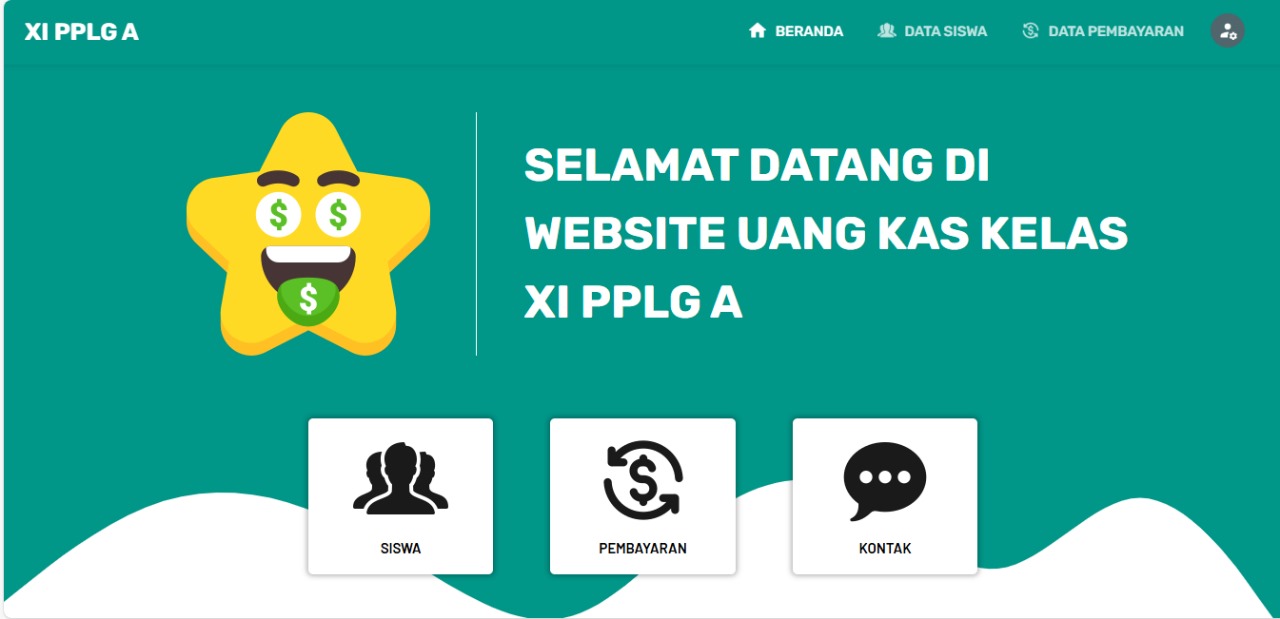 XI PPLG A
BERANDA
DATA SISWA
DATA PEMBAYARAN
SELAMAT DATANG DI
WEBSITE UANG KAS KELAS
XI PPLG A
$ $
$
$
SISWA
PEMBAYARAN
KONTAK